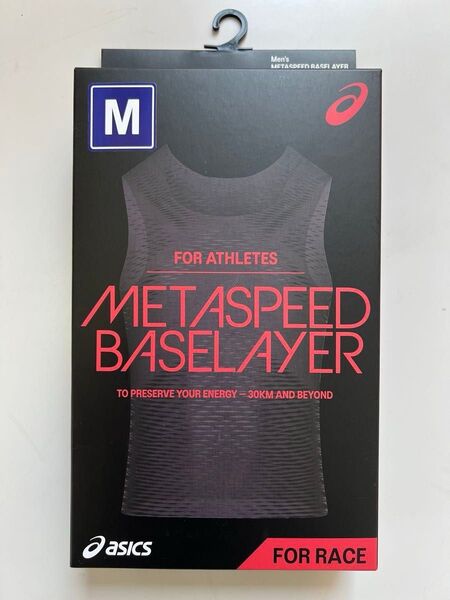 Men's
METASPEED BASELAYER
M
FOR ATHLETES
METASPEED
BASELAYER
TO PRESERVE YOUR ENERGY – 30KM AND BEYOND
asics
FOR RACE